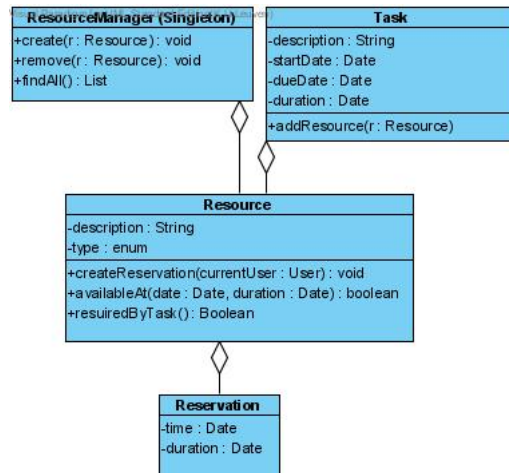 ResourceManager (Singleton)
+create(r : Resource) : void
+remove(r : Resource) : void
+findAll() : List
Task
-description : String
-startDate : Date
-dueDate : Date
-duration : Date
+addResource(r : Resource)
Resource
-description : String
-type : enum
+createReservation(currentUser : User) : void
+availableAt(date : Date, duration : Date) : boolean
+resuiredByTask() : Boolean
Reservation
-time : Date
-duration : Date